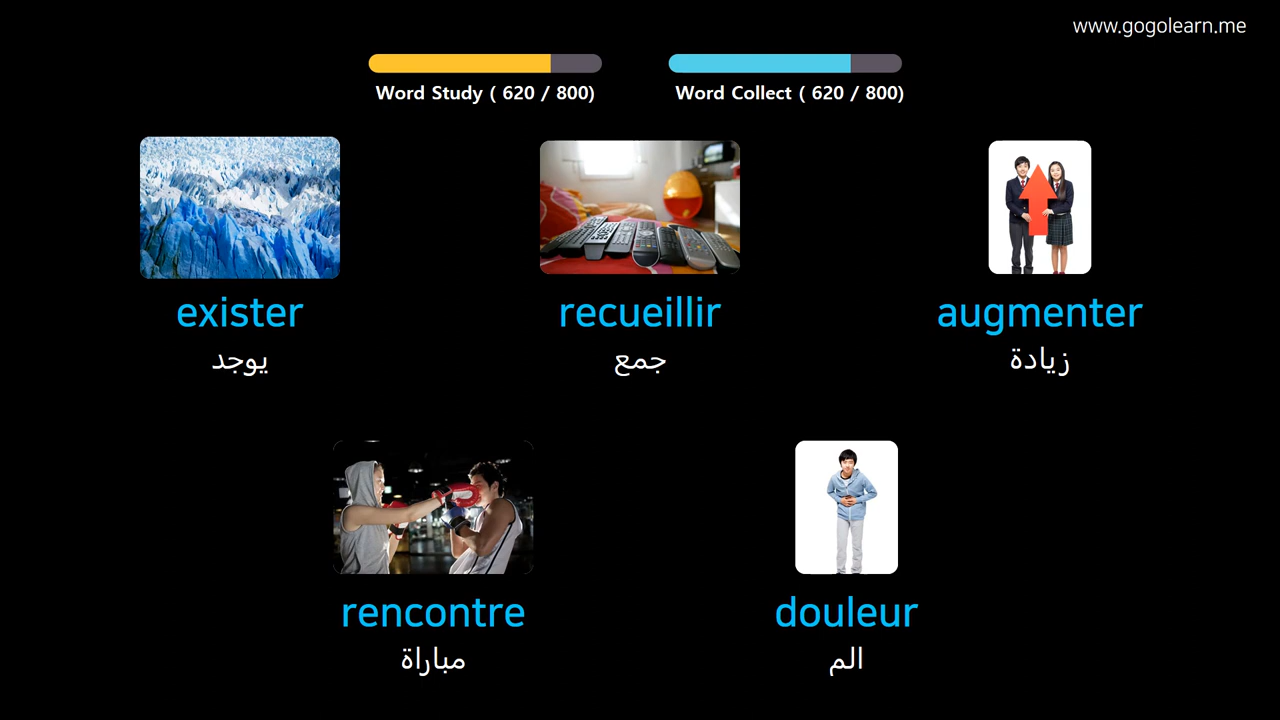 www.gogolearn.me
Word Study ( 620 / 800)
Word Collect ( 620 / 800)
exister
يوجد
recueillir
جمع
augmenter
زيادة
rencontre
مباراة
douleur
الم